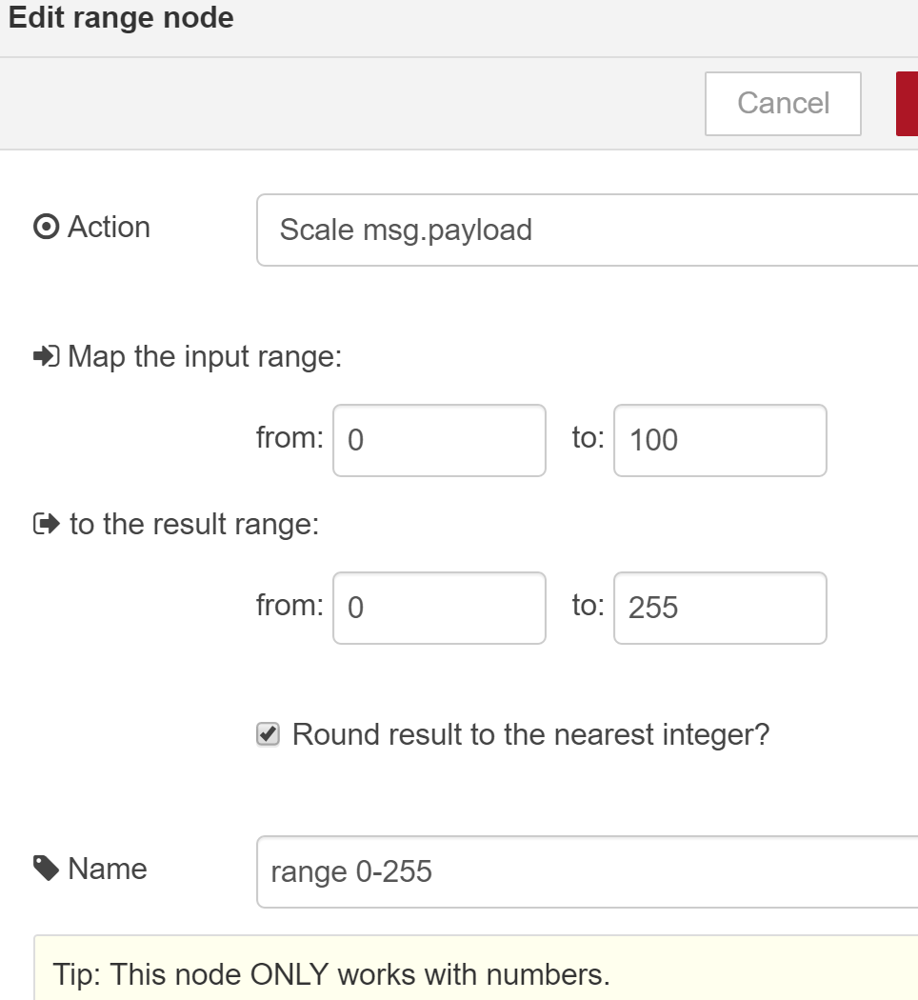 Edit range node
Cancel
Action
Scale msg.payload
Map the input range:
from: 0 to: 100
to the result range:
from: 0 to: 255
Round result to the nearest integer?
Name
range 0-255
Tip: This node ONLY works with numbers.